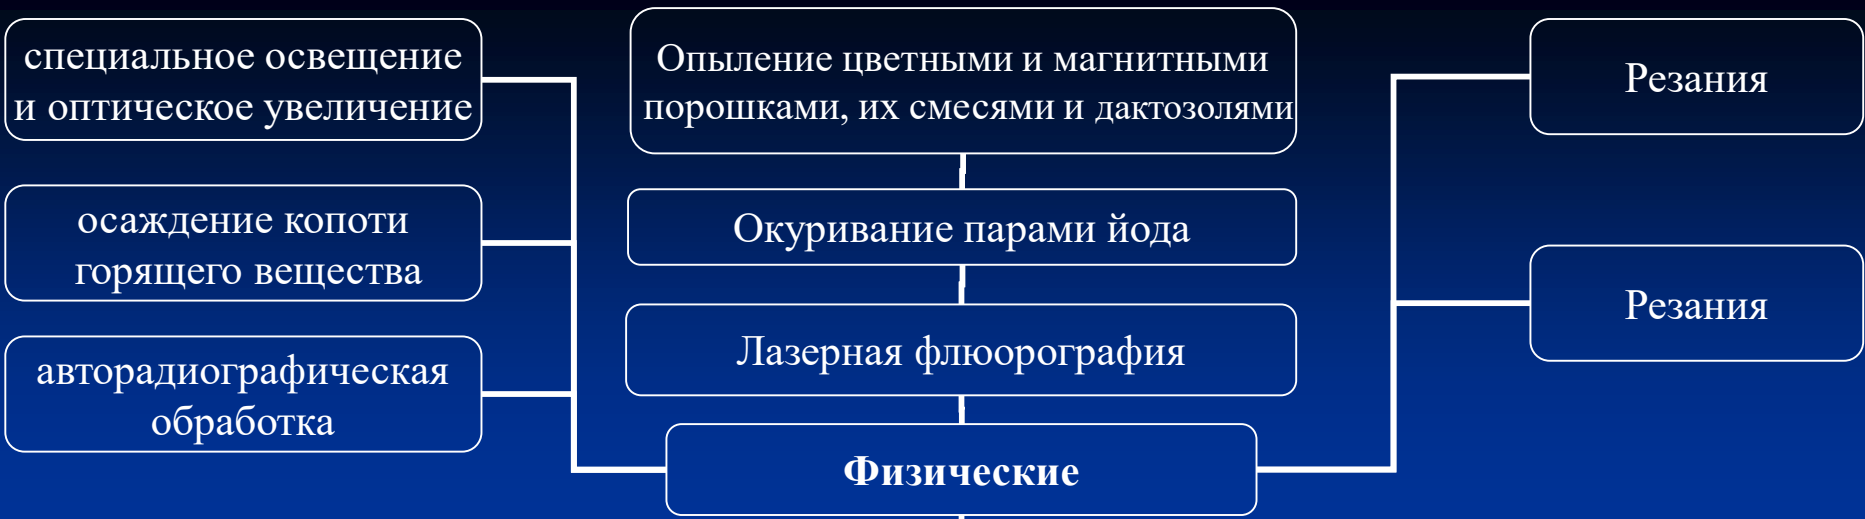 специальное освещение
и оптическое увеличение
осаждение копоти
горящего вещества
авторадиографическая
обработка
Опыление цветными и магнитными
порошками, их смесями и дактозолями
Окуривание парами йода
Лазерная флюорография
Физические
Резания
Резания